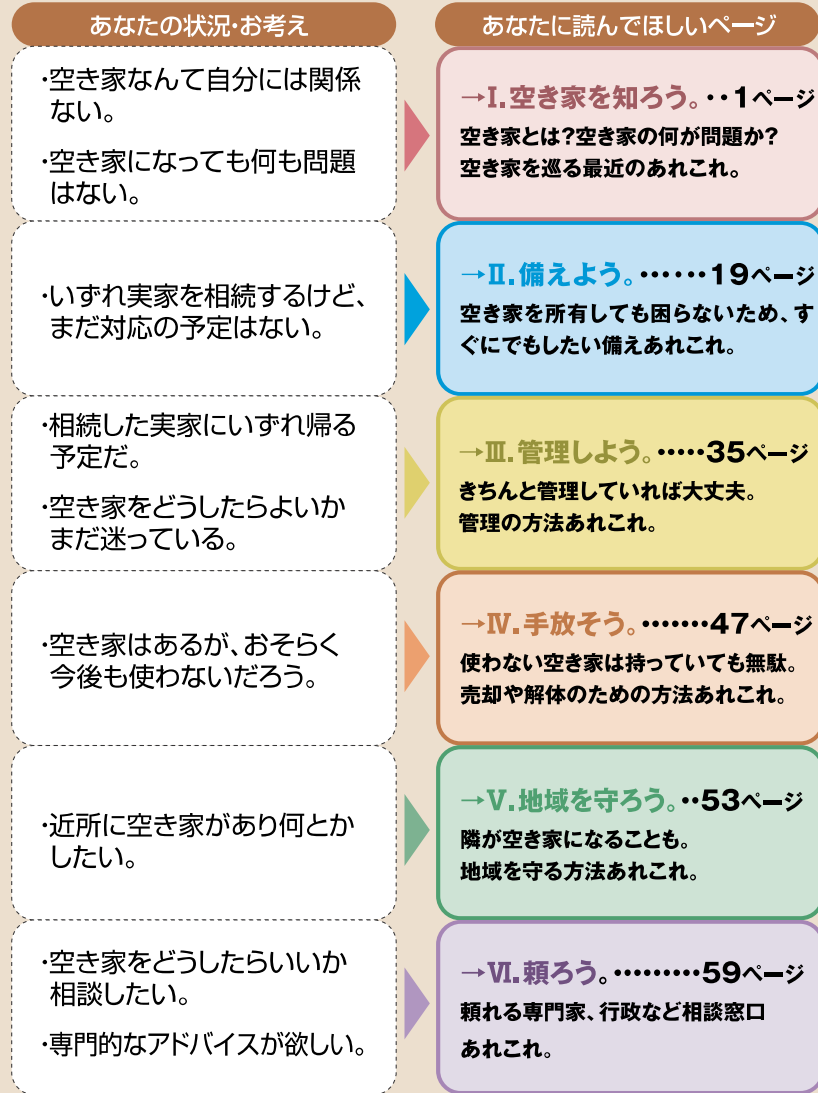 あなたの状況・お考え
あなたに読んでほしいページ
・空き家なんて自分には関係
ない。
・空き家になっても何も問題
はない。
→Ⅰ.空き家を知ろう。‥1ページ
空き家とは?空き家の何が問題か?
空き家を巡る最近のあれこれ。
・いずれ実家を相続するけど、
まだ対応の予定はない。
→Ⅱ.備えよう。‥‥‥19ページ
空き家を所有しても困らないため、す
ぐにでもしたい備えあれこれ。
・相続した実家にいずれ帰る
予定だ。
・空き家をどうしたらよいか
まだ迷っている。
→Ⅲ.管理しよう。‥‥・35ページ
きちんと管理していれば大丈夫。
管理の方法あれこれ。
・空き家はあるが、おそらく
今後も使わないだろう。
→Ⅳ.手放そう。‥‥‥・47ページ
使わない空き家は持っていても無駄。
売却や解体のための方法あれこれ。
・近所に空き家があり何とか
したい。
→Ⅴ.地域を守ろう。‥53ページ
隣が空き家になることも。
地域を守る方法あれこれ。
・空き家をどうしたらいいか
相談したい。
・専門的なアドバイスが欲しい。
→Ⅵ.頼ろう。‥‥‥‥・59ページ
頼れる専門家、行政など相談窓口
あれこれ。